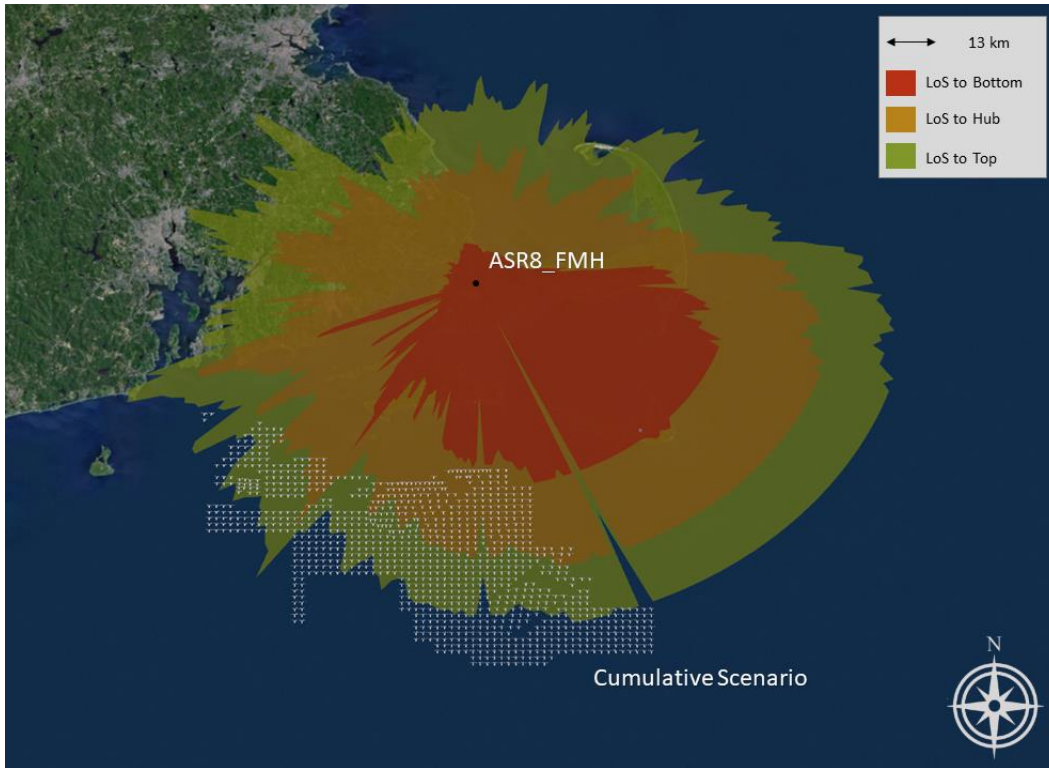 13 km
LoS to Bottom
LoS to Hub
LoS to Top
ASR8_FMH
Cumulative Scenario
N